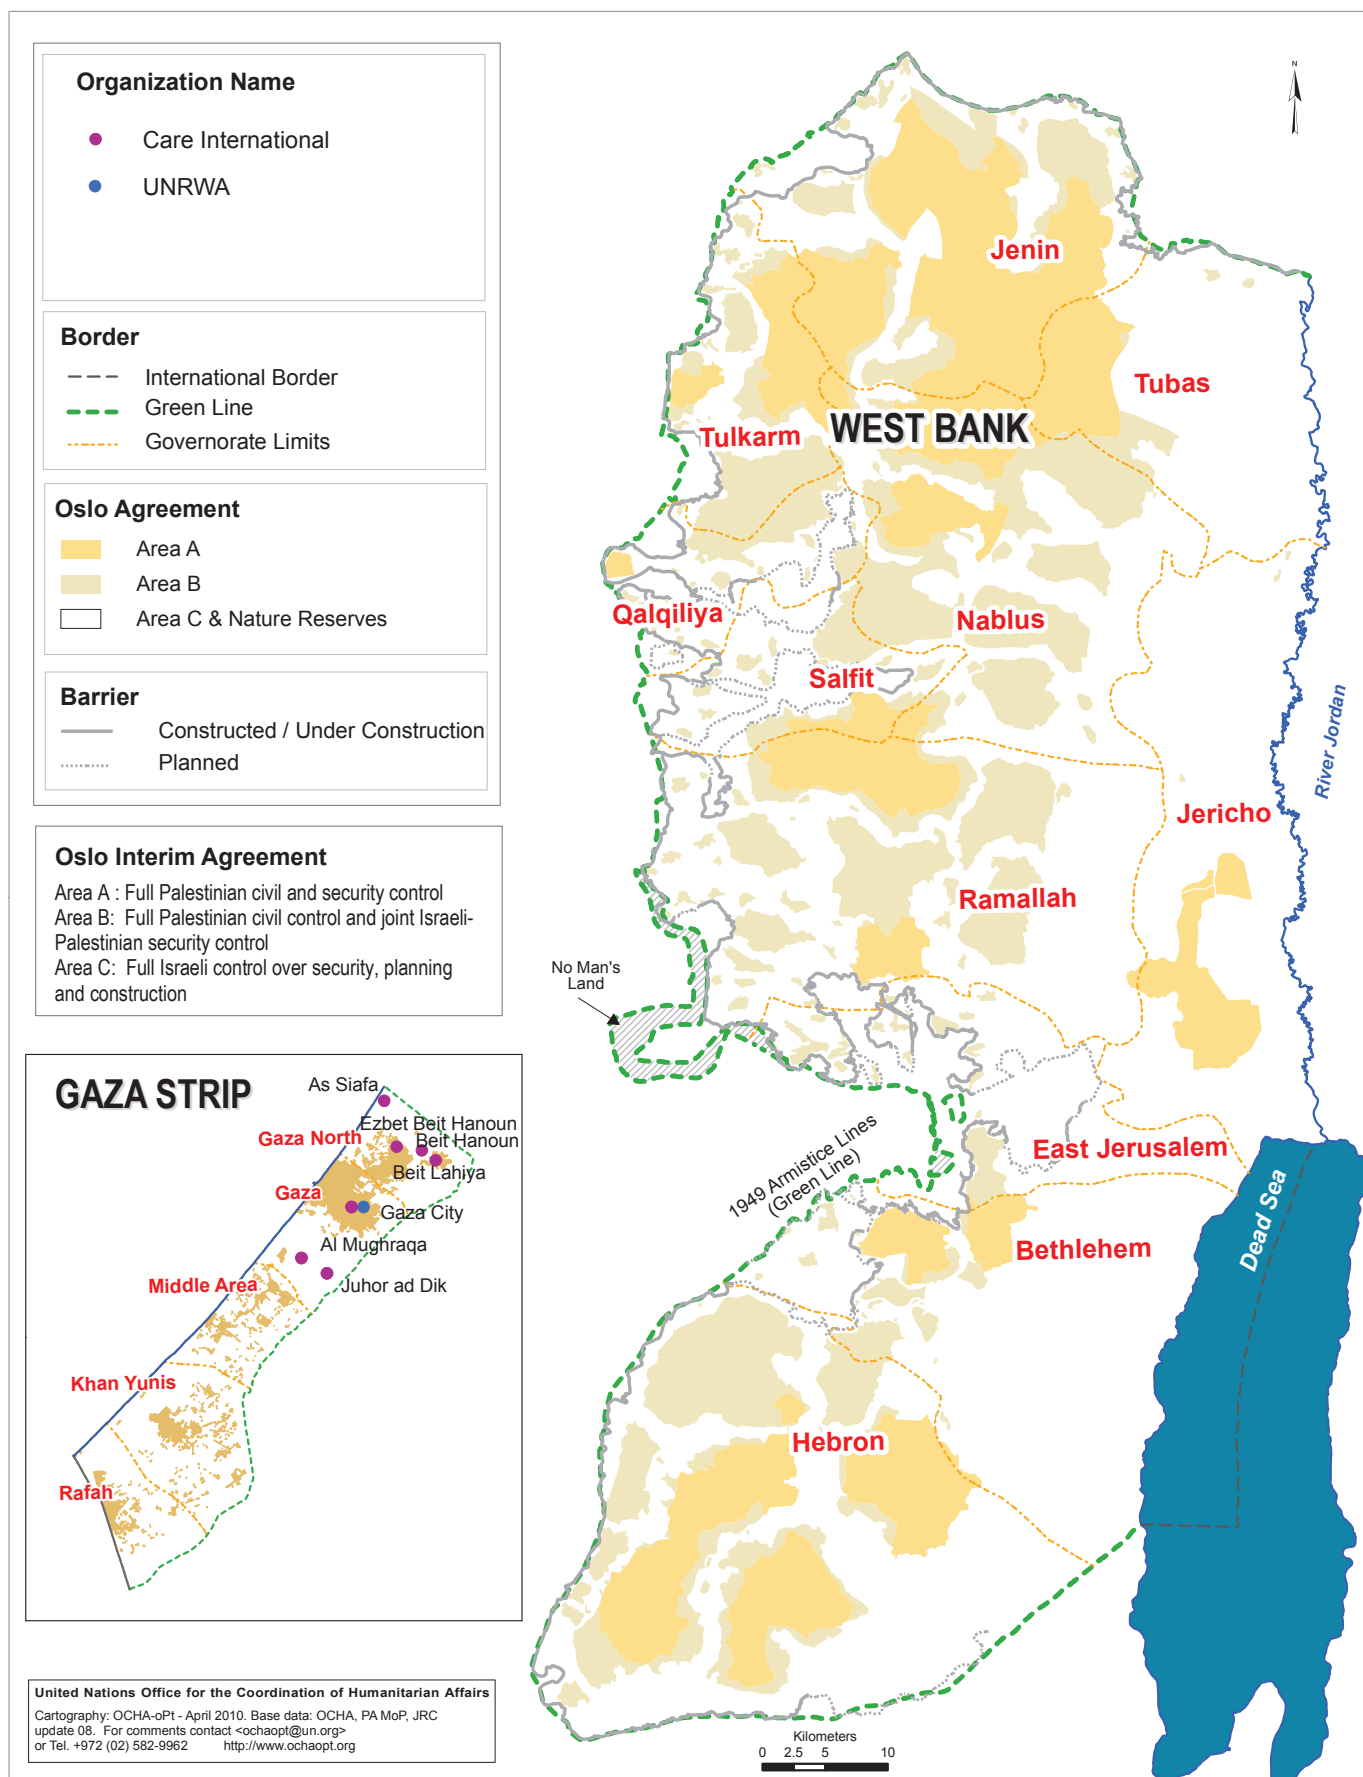 Organization Name
Care International
UNRWA
Border
International Border
Green Line
Governorate Limits
Oslo Agreement
Area A
Area B
Area C & Nature Reserves
Barrier
Constructed / Under Construction
Planned
Oslo Interim Agreement
Area A : Full Palestinian civil and security control
Area B: Full Palestinian civil control and joint Israeli-
Palestinian security control
Area C: Full Israeli control over security, planning
and construction
GAZA STRIP
As Siafa
Ezbet Beit Hanoun
Gaza North
Beit Hanoun
Beit Lahiya
Gaza
Gaza City
Al Mughraqa
Middle Area
Juhor ad Dik
Khan Yunis
Rafah
United Nations Office for the Coordination of Humanitarian Affairs
Cartography: OCHA-oPt - April 2010. Base data: OCHA, PA MoP, JRC
update 08. For comments contact <ochaopt@un.org>
or Tel. +972 (02) 582-9962 http://www.ochaopt.org
N
Jenin
Tubas
WEST BANK
Tulkarm
Qalqiliya
Nablus
Salfit
River Jordan
Jericho
Ramallah
No Man's
Land
1949 Armistice Lines
(Green Line)
East Jerusalem
Dead Sea
Bethlehem
Hebron
Kilometers
0 2.5 5 10